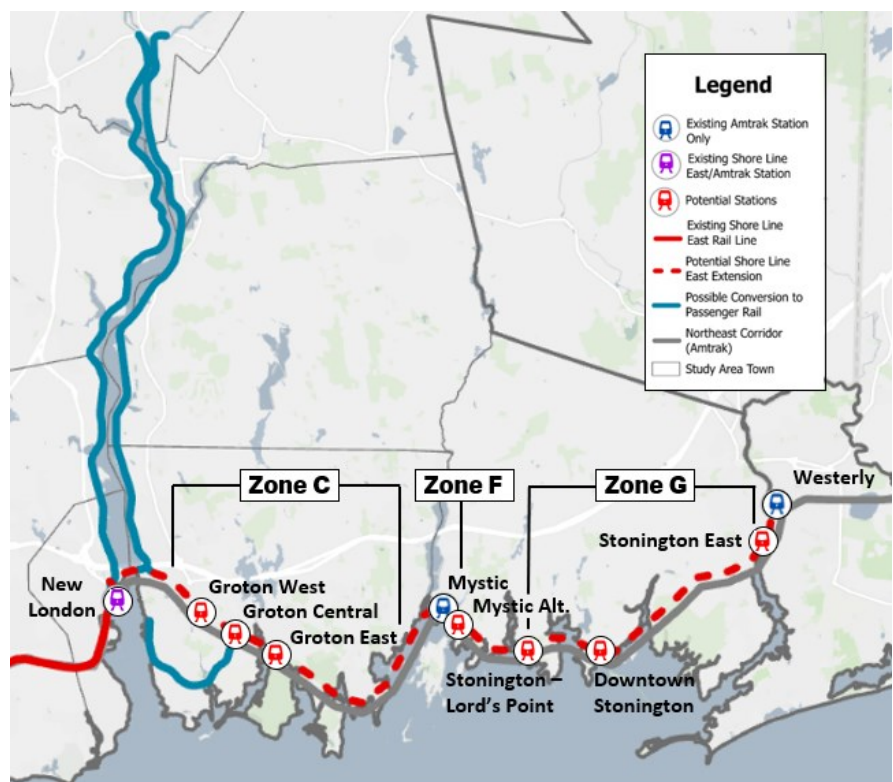 Legend
Existing Amtrak Station
Only
Existing Shore Line
East/Amtrak Station
Potential Stations
Existing Shore Line
East Rail Line
Potential Shore Line
East Extension
Possible Conversion to
Passenger Rail
Northeast Corridor
(Amtrak)
Study Area Town
Zone C
Zone F
Zone G
Westerly
Stonington East
New
London
Groton West
Groton Central
Groton East
Mystic
Mystic Alt.
Stonington –
Lord's Point
Downtown
Stonington